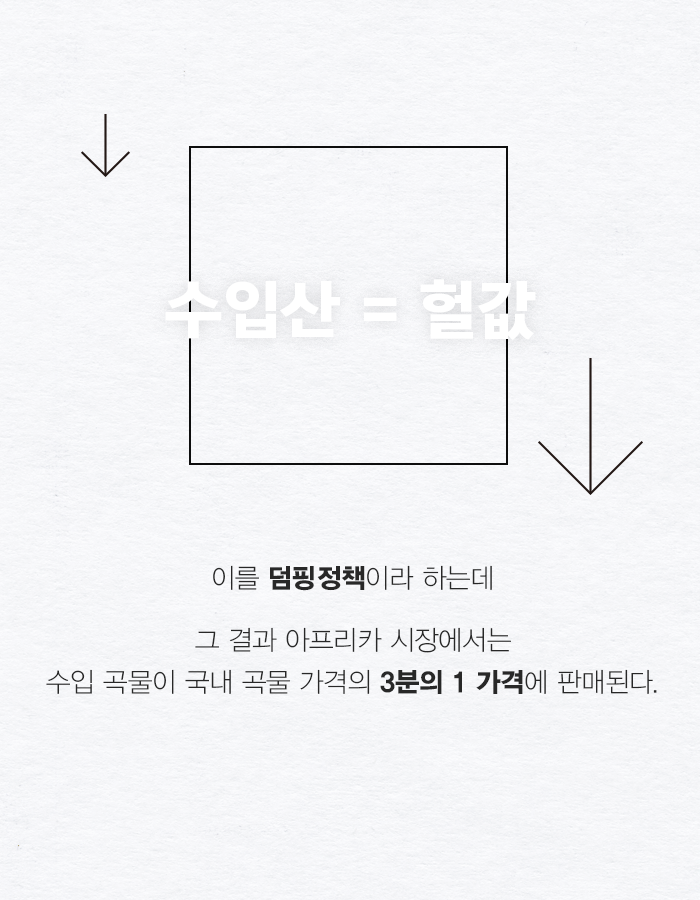 수입산 = 헐값
이를 덤핑정책이라 하는데
그 결과 아프리카 시장에서는
수입 곡물이 국내 곡물 가격의 3분의 1 가격에 판매된다.